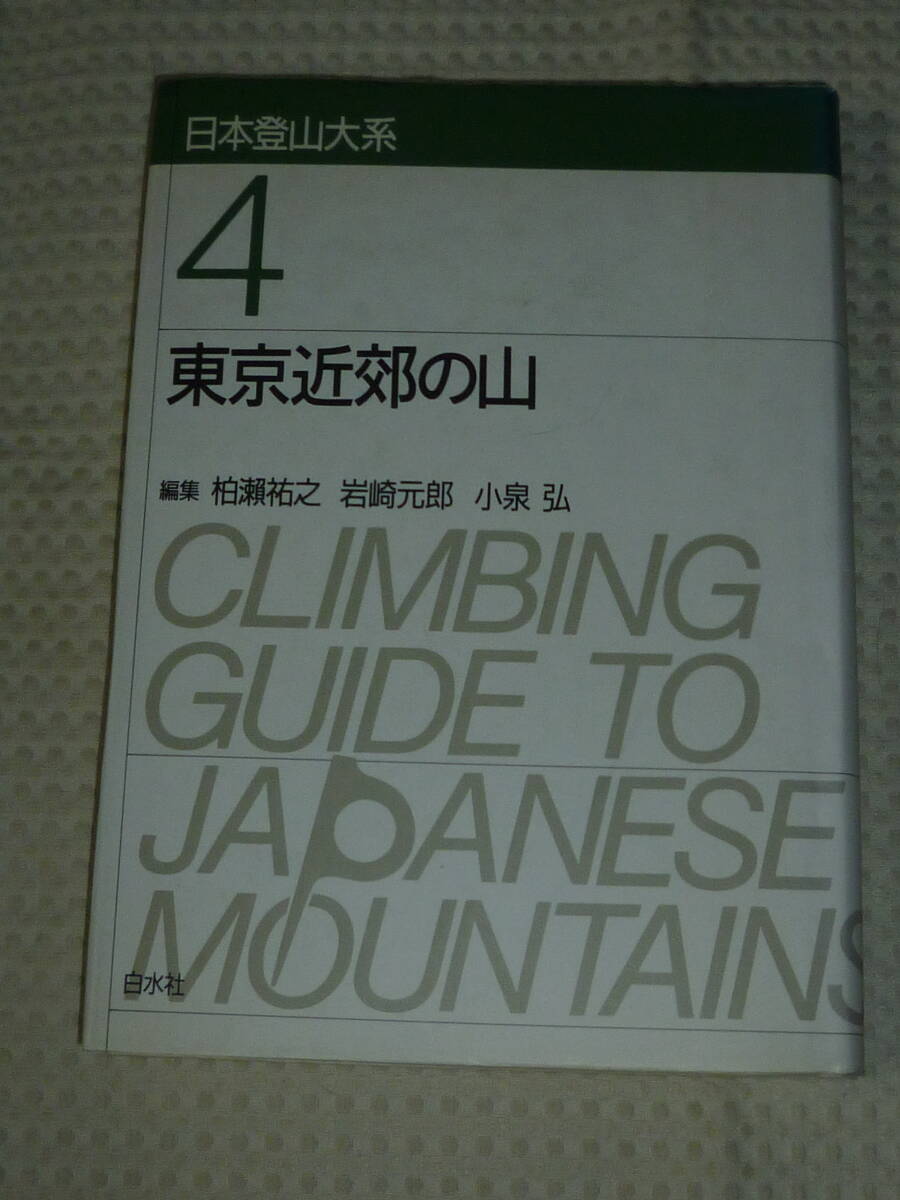 日本登山大系
4
東京近郊の山
編集 柏瀬祐之 岩崎元郎 小泉 弘
CLIMBING
GUIDE TO
JAPANESE
MOUNTAINS
白水社